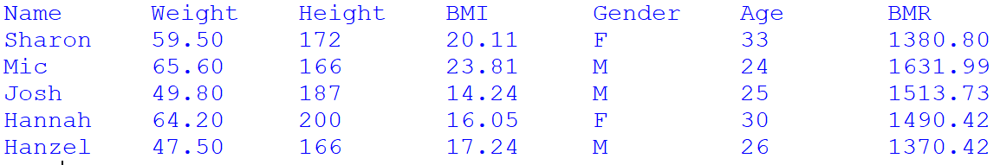 Name Weight Height BMI Gender Age BMR
Sharon 59.50 172 20.11 F 33 1380.80
Mic 65.60 166 23.81 M 24 1631.99
Josh 49.80 187 14.24 M 25 1513.73
Hannah 64.20 200 16.05 F 30 1490.42
Hanzel 47.50 166 17.24 M 26 1370.42